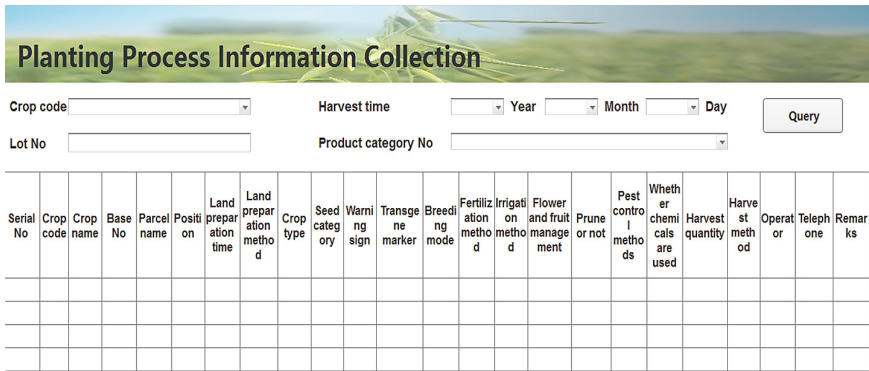 Planting Process Information Collection
Crop code Harvest time Year Month Day Query
Lot No Product category No
Serial No Crop code Crop name Base No Parcel name Positi on Land prepar ation time Land prepar ation metho d Crop type Seed categ ory Warni ng sign Transge ne marker Breedi ng mode Fertiliz ation metho d Irrigati on metho d Flower and fruit manage ment Prune or not Pest contro l metho ds Wheth er chemi cals are used Harvest quantity Harve st meth od Operat or Teleph one Remar ks